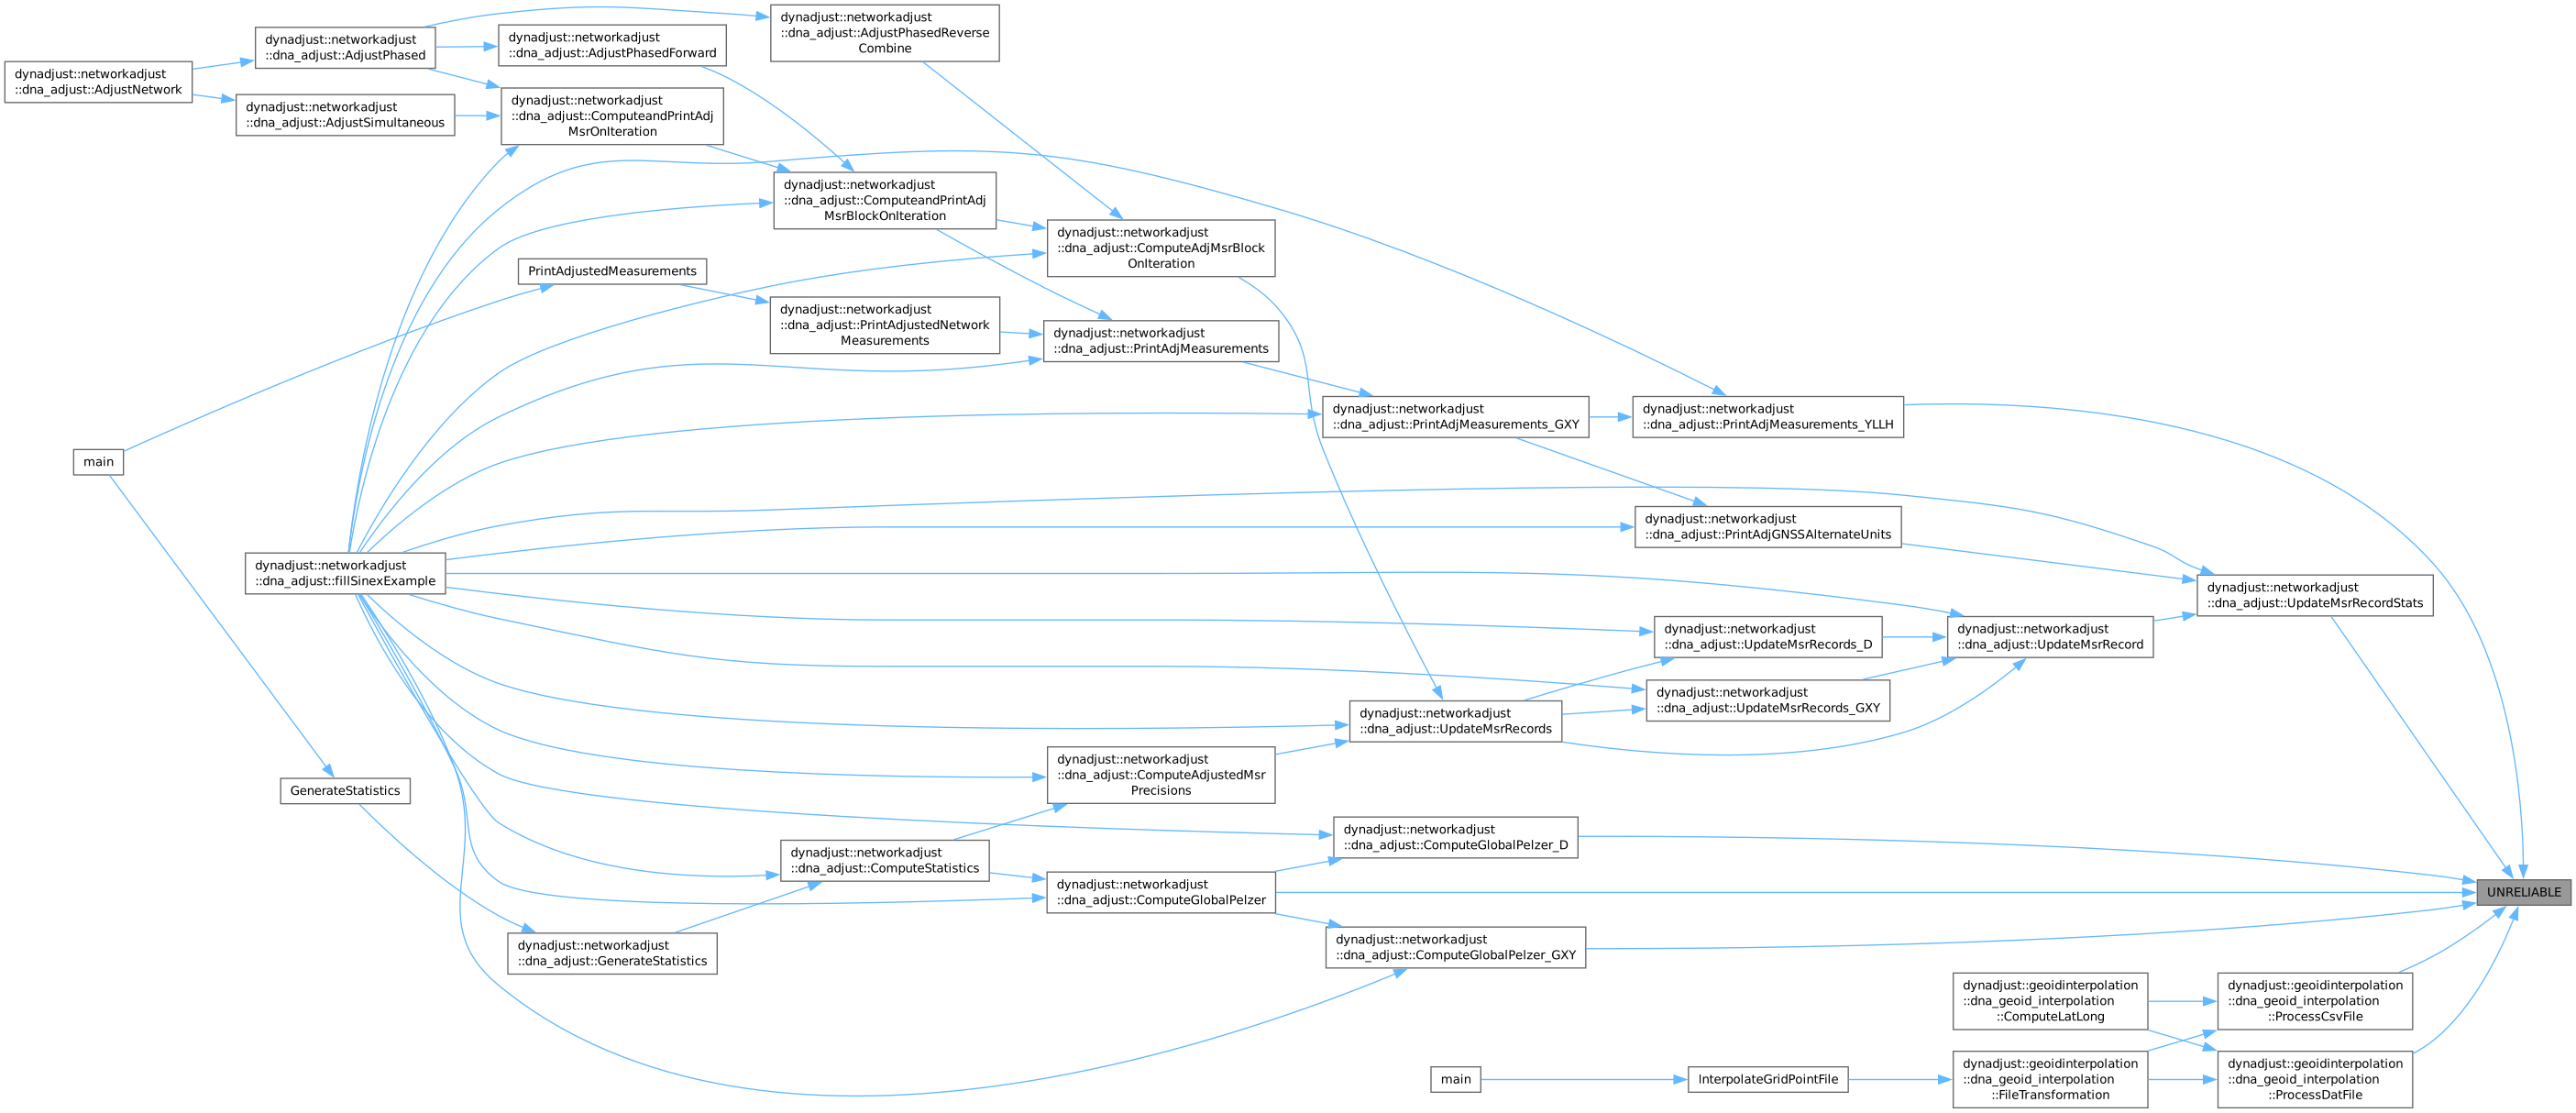 dynadjust::networkadjust
::dna_adjust::AdjustNetwork
dynadjust::networkadjust
::dna_adjust::AdjustPhased
dynadjust::networkadjust
::dna_adjust::AdjustSimultaneous
dynadjust::networkadjust
::dna_adjust::AdjustPhasedForward
dynadjust::networkadjust
::dna_adjust::ComputeandPrintAdj
MsrOnIteration
dynadjust::networkadjust
::dna_adjust::AdjustPhasedReverse
Combine
dynadjust::networkadjust
::dna_adjust::ComputeandPrintAdj
MsrBlockOnIteration
dynadjust::networkadjust
::dna_adjust::ComputeAdjMsrBlock
OnIteration
PrintAdjustedMeasurements
dynadjust::networkadjust
::dna_adjust::PrintAdjustedNetwork
Measurements
dynadjust::networkadjust
::dna_adjust::PrintAdjMeasurements
dynadjust::networkadjust
::dna_adjust::PrintAdjMeasurements_GXY
dynadjust::networkadjust
::dna_adjust::PrintAdjMeasurements_YLLH
main
dynadjust::networkadjust
::dna_adjust::PrintAdjGNSSAlternateUnits
dynadjust::networkadjust
::dna_adjust::fillSinexExample
dynadjust::networkadjust
::dna_adjust::UpdateMsrRecordStats
dynadjust::networkadjust
::dna_adjust::UpdateMsrRecords_D
dynadjust::networkadjust
::dna_adjust::UpdateMsrRecord
dynadjust::networkadjust
::dna_adjust::UpdateMsrRecords_GXY
dynadjust::networkadjust
::dna_adjust::UpdateMsrRecords
dynadjust::networkadjust
::dna_adjust::ComputeAdjustedMsr
Precisions
GenerateStatistics
dynadjust::networkadjust
::dna_adjust::ComputeGlobalPelzer_D
dynadjust::networkadjust
::dna_adjust::ComputeStatistics
dynadjust::networkadjust
::dna_adjust::ComputeGlobalPelzer
UNRELIABLE
dynadjust::networkadjust
::dna_adjust::GenerateStatistics
dynadjust::networkadjust
::dna_adjust::ComputeGlobalPelzer_GXY
dynadjust::geoidinterpolation
::dna_geoid_interpolation
::ComputeLatLong
dynadjust::geoidinterpolation
::dna_geoid_interpolation
::ProcessCsvFile
main
InterpolateGridPointFile
dynadjust::geoidinterpolation
::dna_geoid_interpolation
::FileTransformation
dynadjust::geoidinterpolation
::dna_geoid_interpolation
::ProcessDatFile